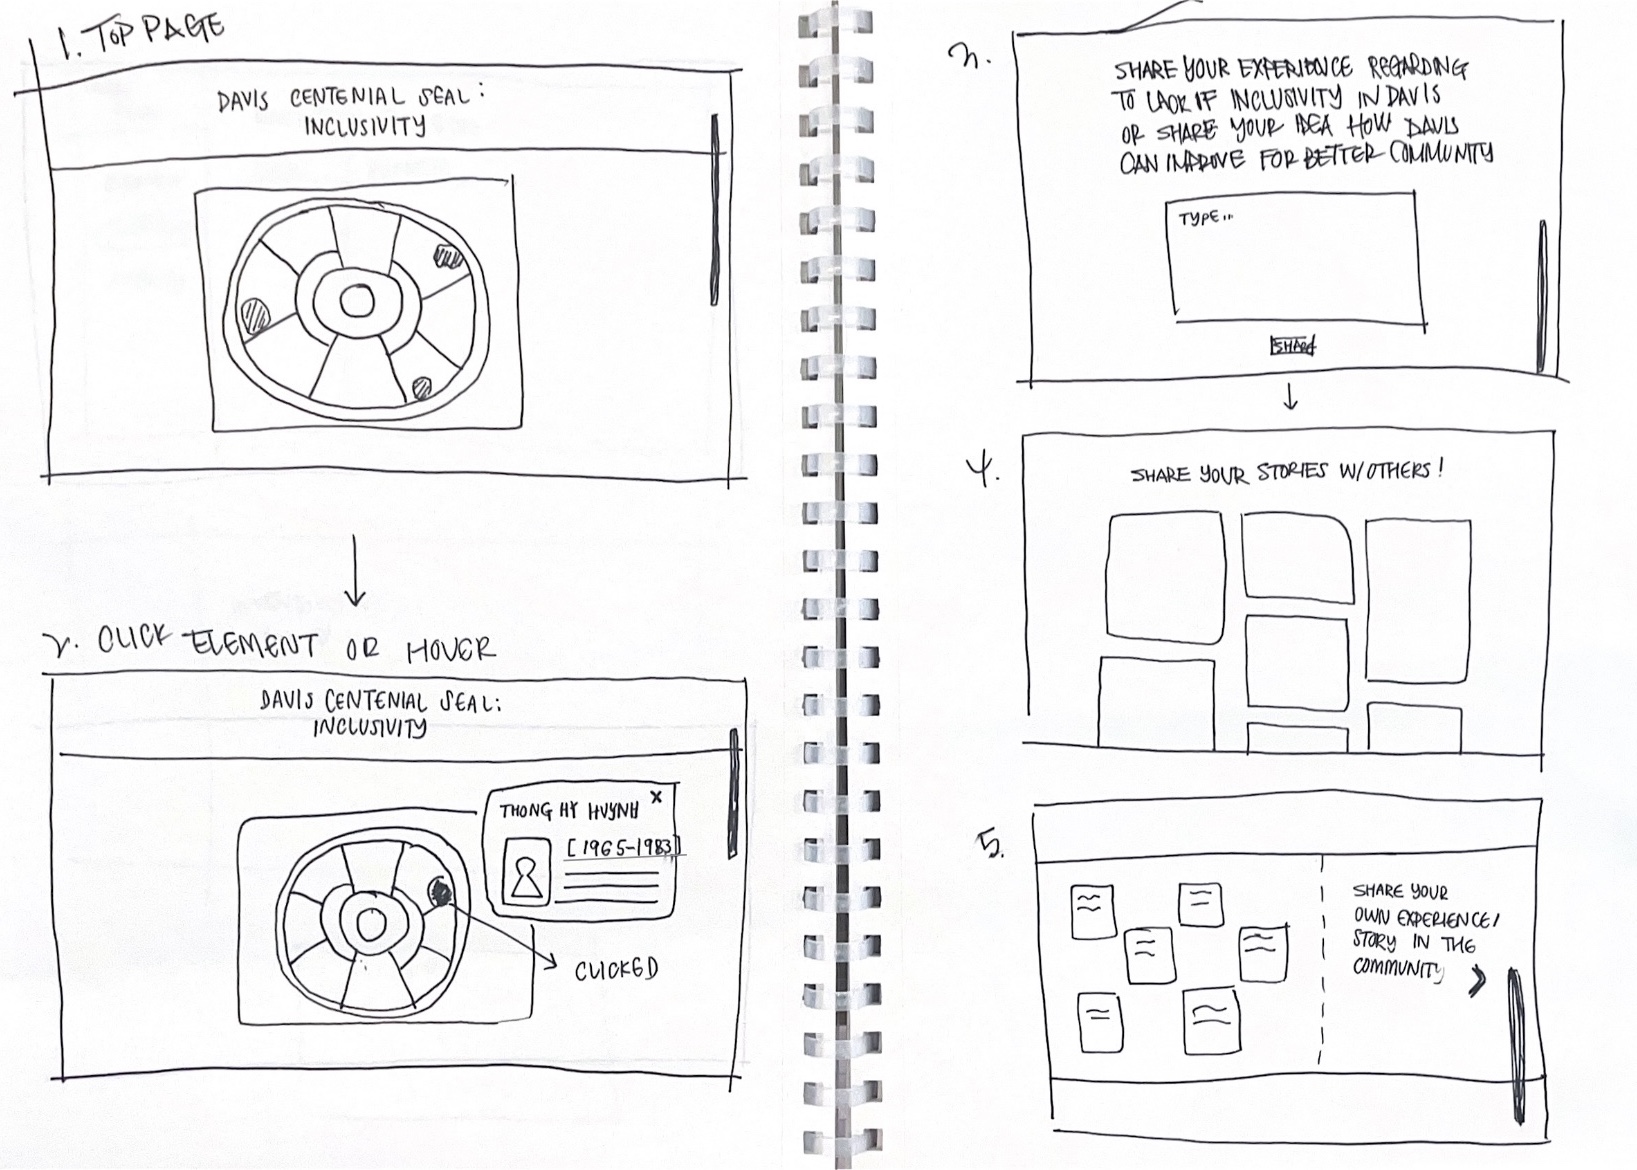 1. TOP PAGE
DAVIS CENTENIAL SEAL:
INCLUSIVITY
2. CLICK ELEMENT OR HOVER
DAVIS CENTENIAL SEAL:
INCLUSIVITY
THONG HY HUYNH X
[1965-1983]
CLICKED
3.
SHARE YOUR EXPERIENCE REGARDING
TO LACK IF INCLUSIVITY IN DAVIS
OR SHARE YOUR IDEA HOW DAVIS
CAN IMPROVE FOR BETTER COMMUNITY
TYPE...
SHARE
4.
SHARE YOUR STORIES W/OTHERS!
5.
SHARE YOUR
OWN EXPERIENCE/
STORY IN THE
COMMUNITY >